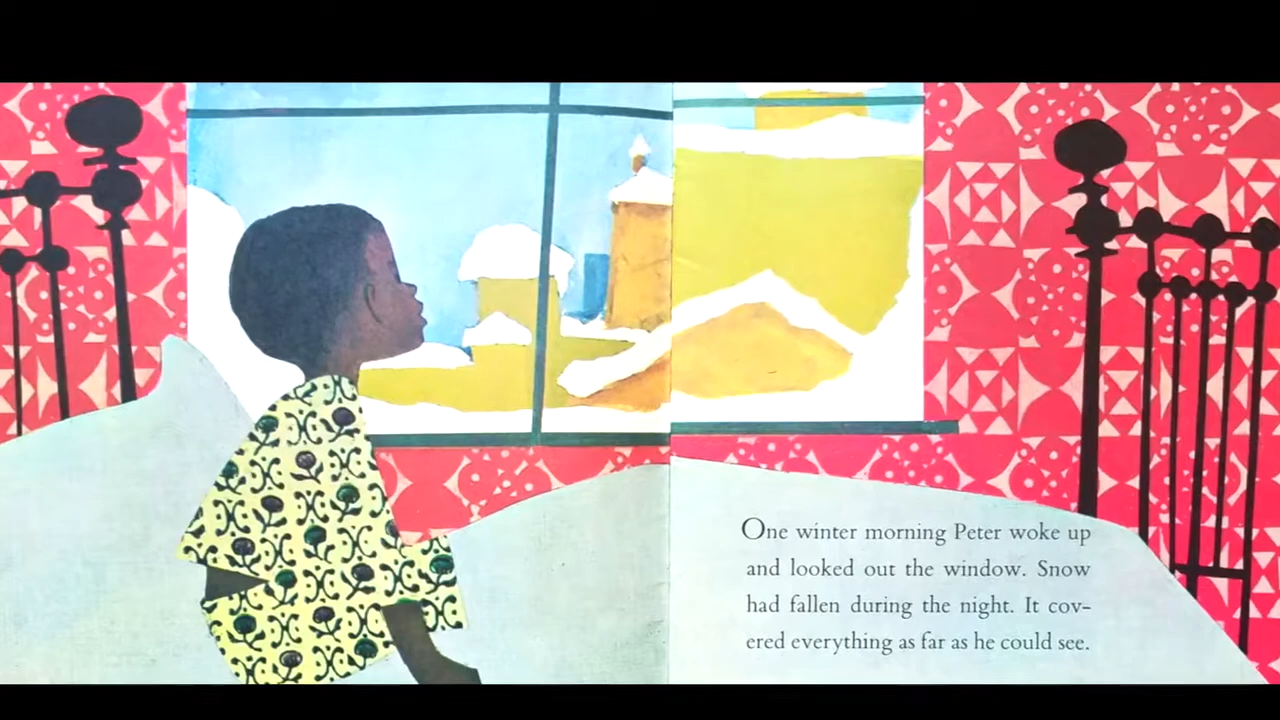 One winter morning Peter woke up
and looked out the window. Snow
had fallen during the night. It cov-
ered everything as far as he could see.